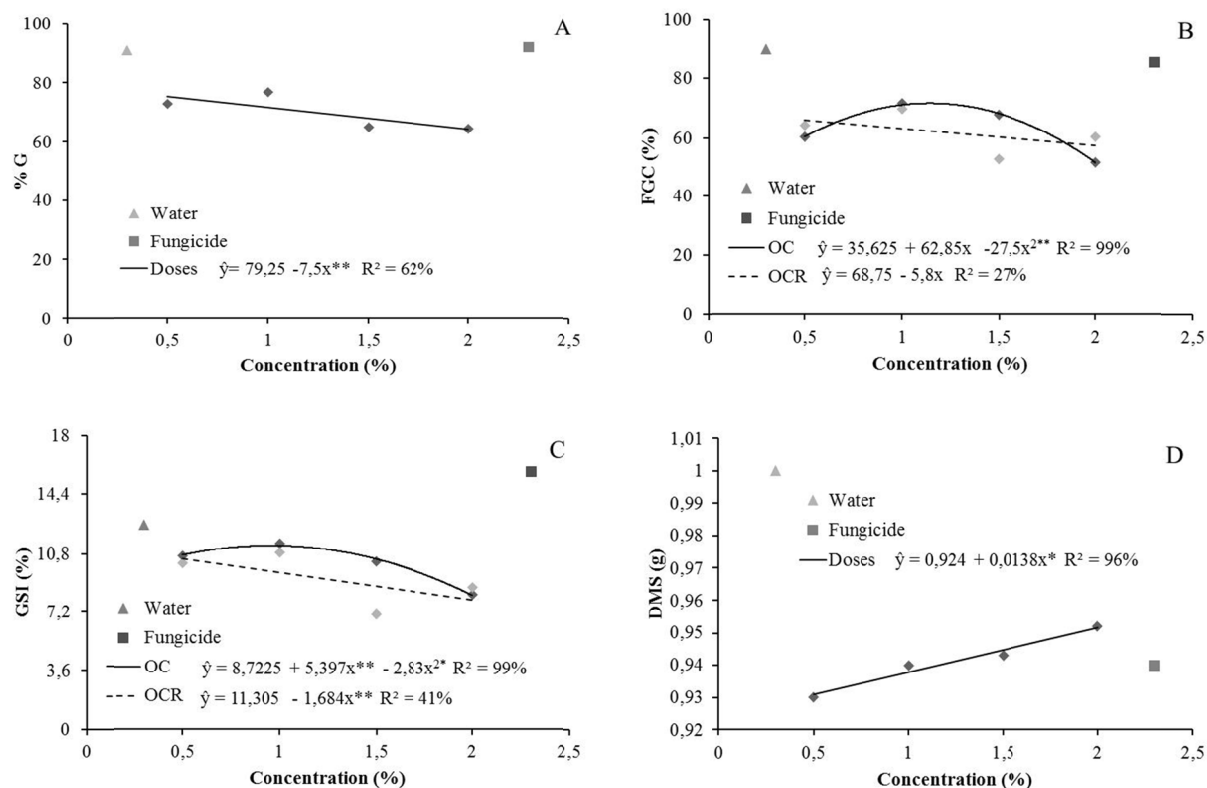 A
100
80
60
40
20
0
% G
Water
Fungicide
Doses ŷ= 79,25 -7,5x** R² = 62%
0 0,5 1 1,5 2 2,5
Concentration (%)
B
100
80
60
40
20
0
FGC (%)
Water
Fungicide
OC ŷ = 35,625 + 62,85x -27,5x²** R² = 99%
OCR ŷ = 68,75 - 5,8x R² = 27%
0 0,5 1 1,5 2 2,5
Concentration (%)
C
18
14,4
10,8
7,2
3,6
0
GSI (%)
Water
Fungicide
OC ŷ = 8,7225 + 5,397x** - 2,83x²* R² = 99%
OCR ŷ = 11,305 - 1,684x** R² = 41%
0 0,5 1 1,5 2 2,5
Concentration (%)
D
1,01
1
0,99
0,98
0,97
0,96
0,95
0,94
0,93
0,92
DMS (g)
Water
Fungicide
Doses ŷ = 0,924 + 0,0138x* R² = 96%
0 0,5 1 1,5 2 2,5
Concentration (%)